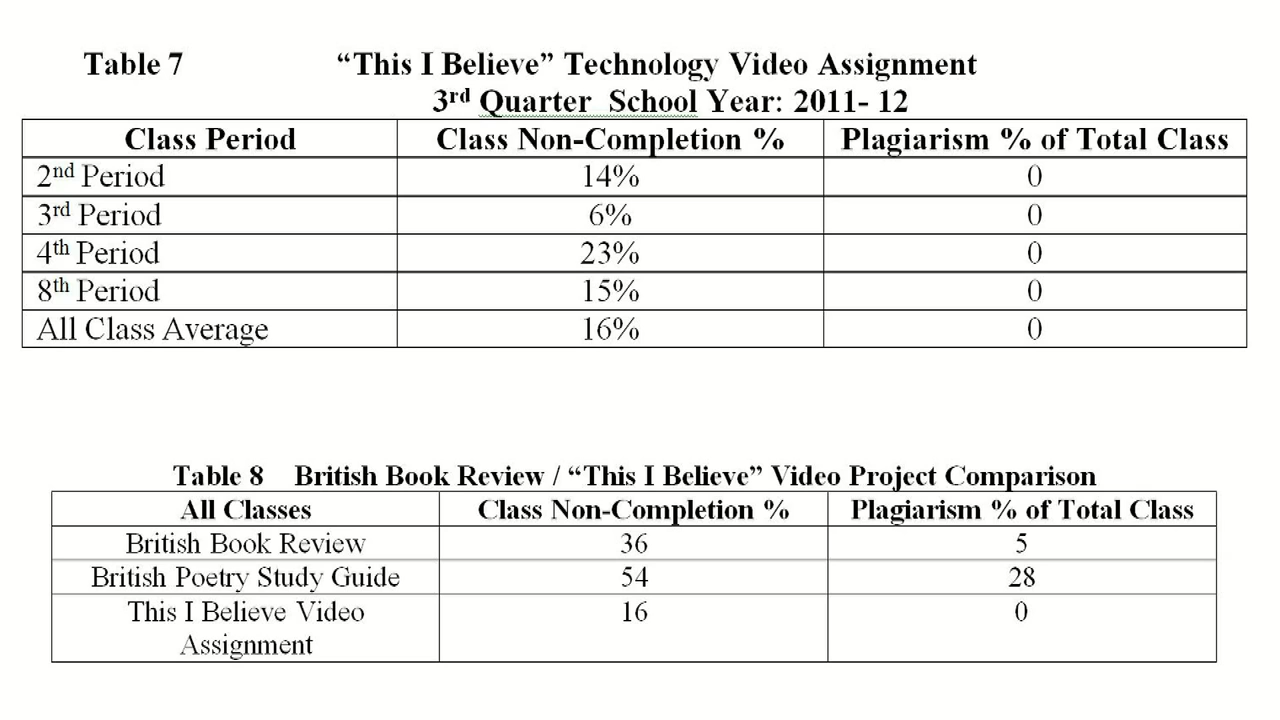 Table 7 “This I Believe” Technology Video Assignment
3rd Quarter School Year: 2011- 12
Class Period Class Non-Completion % Plagiarism % of Total Class
2nd Period 14% 0
3rd Period 6% 0
4th Period 23% 0
8th Period 15% 0
All Class Average 16% 0
Table 8 British Book Review / “This I Believe” Video Project Comparison
All Classes Class Non-Completion % Plagiarism % of Total Class
British Book Review 36 5
British Poetry Study Guide 54 28
This I Believe Video 16 0
Assignment